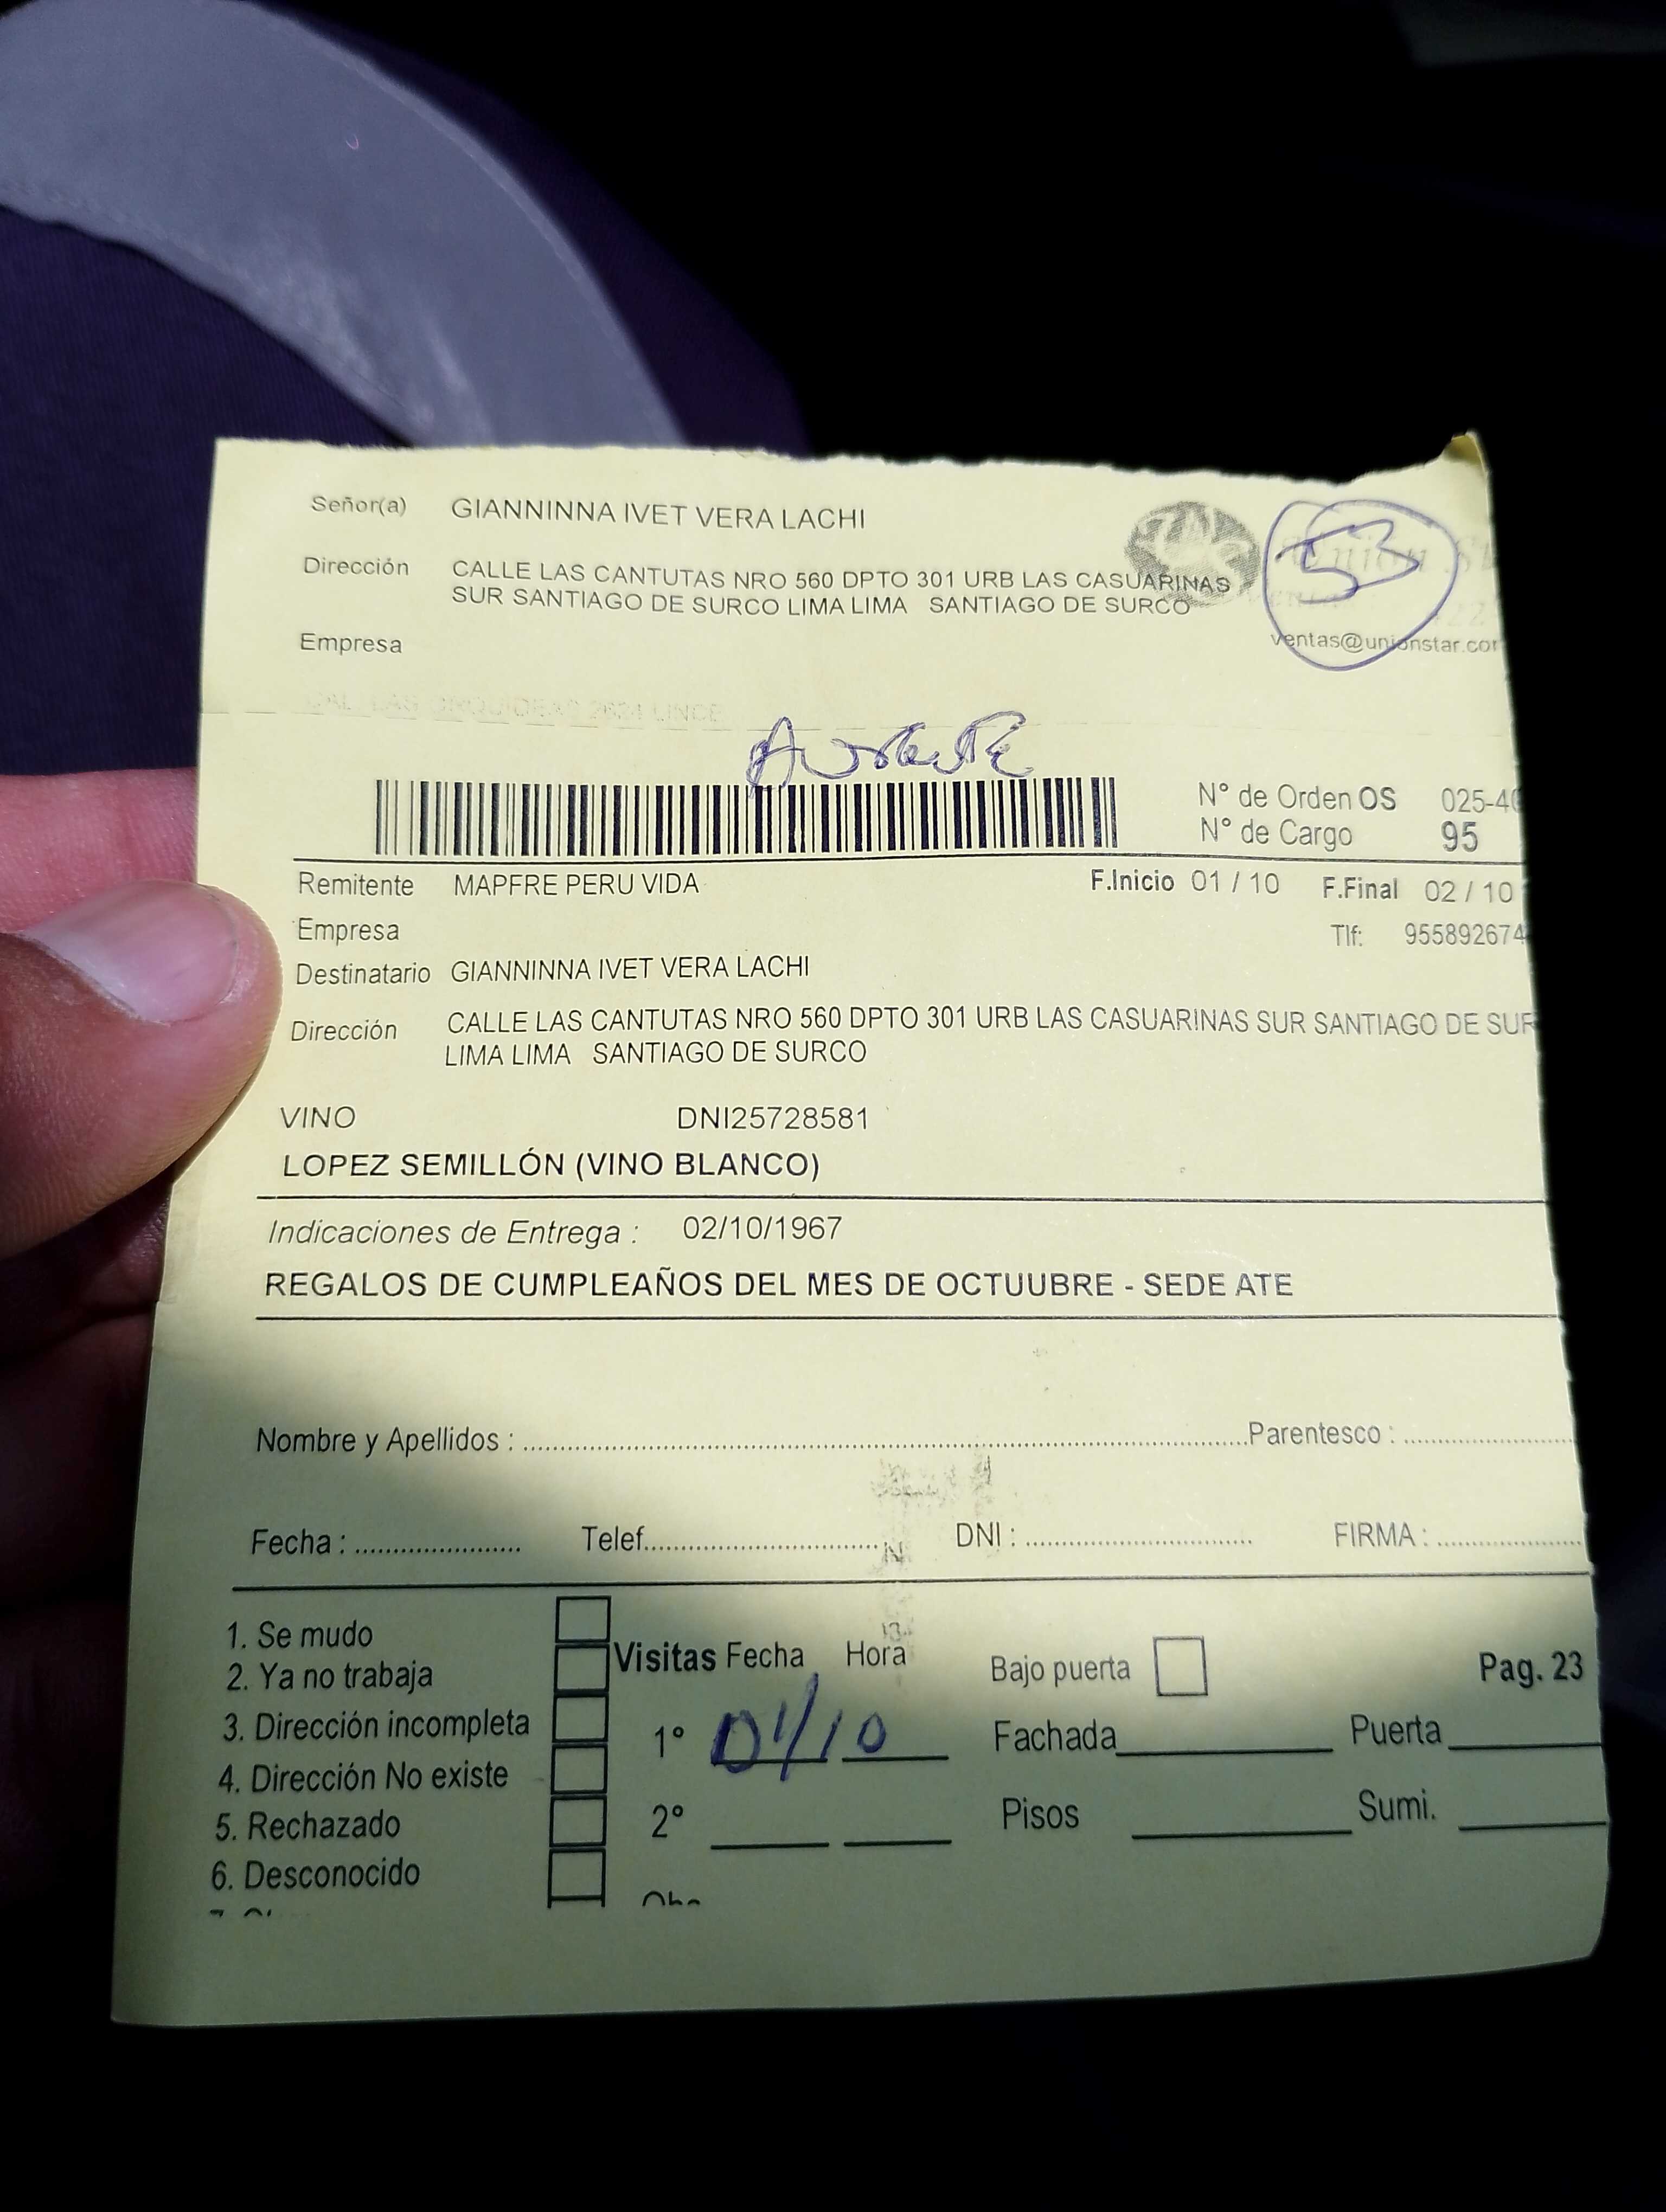 Señor(a) GIANNINNA IVET VERA LACHI
Dirección CALLE LAS CANTUTAS NRO 560 DPTO 301 URB LAS CASUARINAS
SUR SANTIAGO DE SURCO LIMA LIMA SANTIAGO DE SURCO
53
Empresa
ventas@unionstar.com
CAL LAS ORQUIDEAS LINCE
Ausente
N° de Orden OS 025-40
N° de Cargo 95
Remitente MAPFRE PERU VIDA F.Inicio 01 / 10 F.Final 02 / 10
Empresa Tlf: 955892674
Destinatario GIANNINNA IVET VERA LACHI
Dirección CALLE LAS CANTUTAS NRO 560 DPTO 301 URB LAS CASUARINAS SUR SANTIAGO DE SUR
LIMA LIMA SANTIAGO DE SURCO
VINO DNI25728581
LOPEZ SEMILLÓN (VINO BLANCO)
Indicaciones de Entrega : 02/10/1967
REGALOS DE CUMPLEAÑOS DEL MES DE OCTUUBRE - SEDE ATE
Nombre y Apellidos : Parentesco :
Fecha : Telef. DNI : FIRMA :
1. Se mudo
2. Ya no trabaja
3. Dirección incompleta
4. Dirección No existe
5. Rechazado
6. Desconocido
Visitas Fecha Hora
1° 01/10
2°
Bajo puerta Pag. 23
Fachada Puerta
Pisos Sumi.